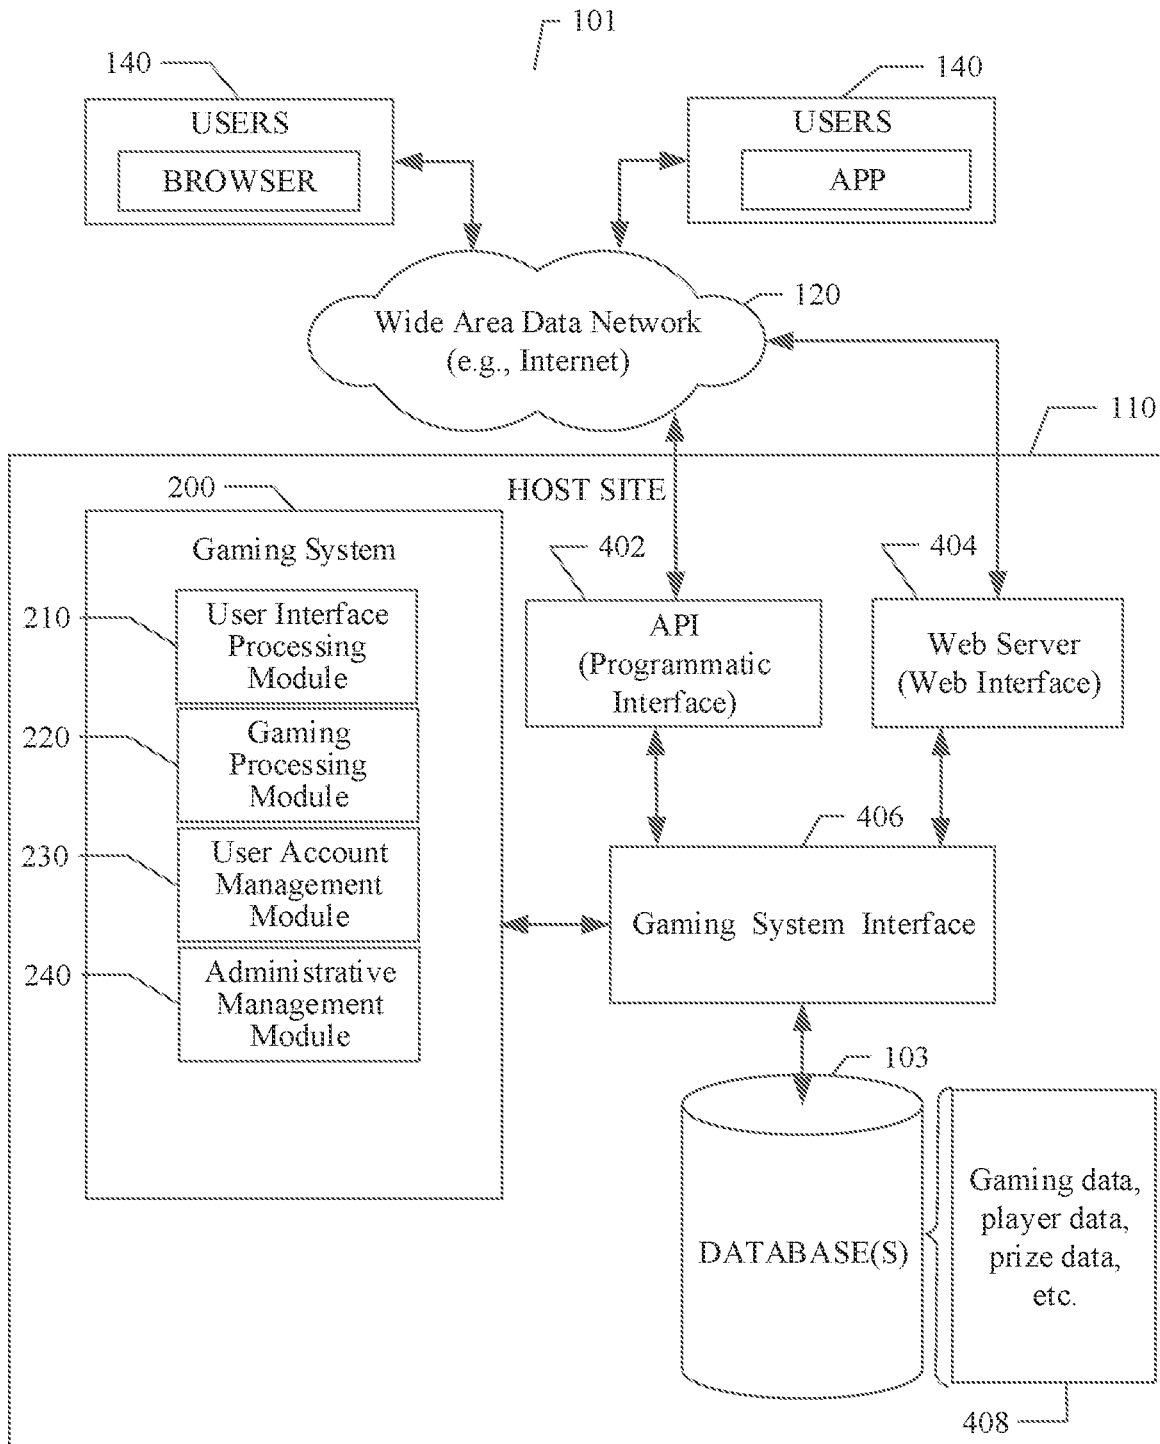 101
140
140
USERS
BROWSER
USERS
APP
120
Wide Area Data Network
(e.g., Internet)
110
HOST SITE
200
Gaming System
210
User Interface
Processing
Module
220
Gaming
Processing
Module
230
User Account
Management
Module
240
Administrative
Management
Module
402
API
(Programmatic
Interface)
404
Web Server
(Web Interface)
406
Gaming System Interface
103
DATABASE(S)
Gaming data,
player data,
prize data,
etc.
408